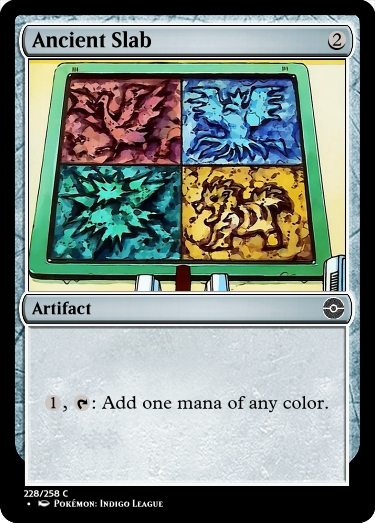 Ancient Slab 2
Artifact
1, : Add one mana of any color.
228/258 C
• Pokémon: Indigo League